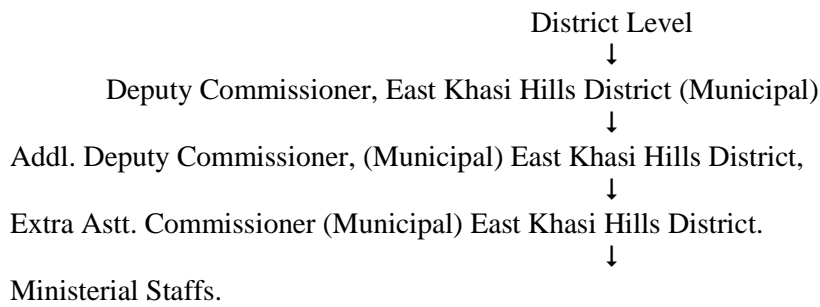 District Level
↓
Deputy Commissioner, East Khasi Hills District (Municipal)
↓
Addl. Deputy Commissioner, (Municipal) East Khasi Hills District,
↓
Extra Astt. Commissioner (Municipal) East Khasi Hills District.
↓
Ministerial Staffs.